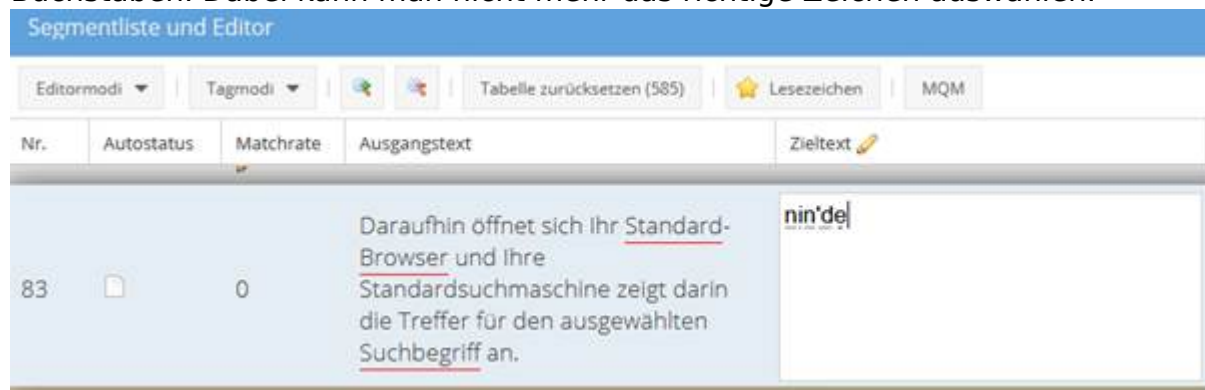 Buchstaben. Dabei kann man nicht mehr das richtige Zeichen auswählen.
Segmentliste und Editor
Editormodi Tagmodi Tabelle zurücksetzen (585) Lesezeichen MQM
Nr. Autostatus Matchrate Ausgangstext Zieltext
83 0 Daraufhin öffnet sich Ihr Standard-
Browser und Ihre
Standardsuchmaschine zeigt darin
die Treffer für den ausgewählten
Suchbegriff an.
nin'de